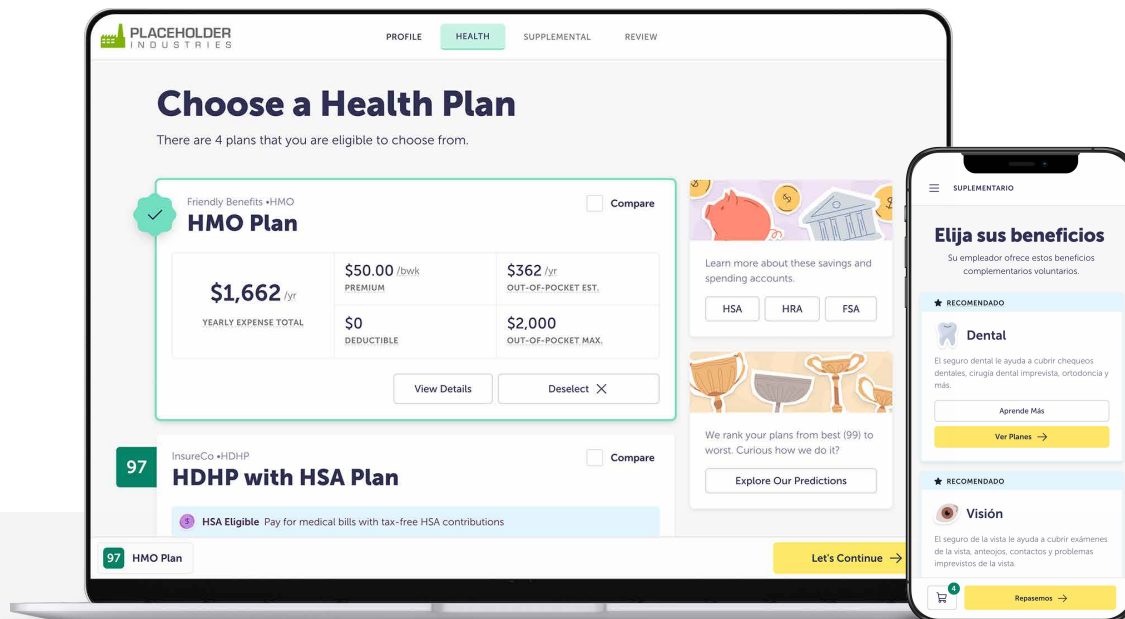 PLACEHOLDER
INDUSTRIES
PROFILE
HEALTH
SUPPLEMENTAL
REVIEW
Choose a Health Plan
There are 4 plans that you are eligible to choose from.
Friendly Benefits •HMO
HMO Plan
Compare
$1,662 /yr
YEARLY EXPENSE TOTAL
$50.00 /bwk
PREMIUM
$362 /yr
OUT-OF-POCKET EST.
$0
DEDUCTIBLE
$2,000
OUT-OF-POCKET MAX.
View Details
Deselect
97
InsureCo •HDHP
HDHP with HSA Plan
Compare
HSA Eligible Pay for medical bills with tax-free HSA contributions
Learn more about these savings and
spending accounts.
HSA
HRA
FSA
We rank your plans from best (99) to
worst. Curious how we do it?
Explore Our Predictions
97 HMO Plan
Let's Continue →
SUPLEMENTARIO
Elija sus beneficios
Su empleador ofrece estos beneficios
complementarios voluntarios.
★ RECOMENDADO
Dental
El seguro dental le ayuda a cubrir chequeos
dentales, cirugía dental imprevista, ortodoncia y
más.
Aprende Más
Ver Planes →
★ RECOMENDADO
Visión
El seguro de la vista le ayuda a cubrir exámenes
de la vista, anteojos, contactos y problemas
imprevistos de la vista.
4
Repasemos →